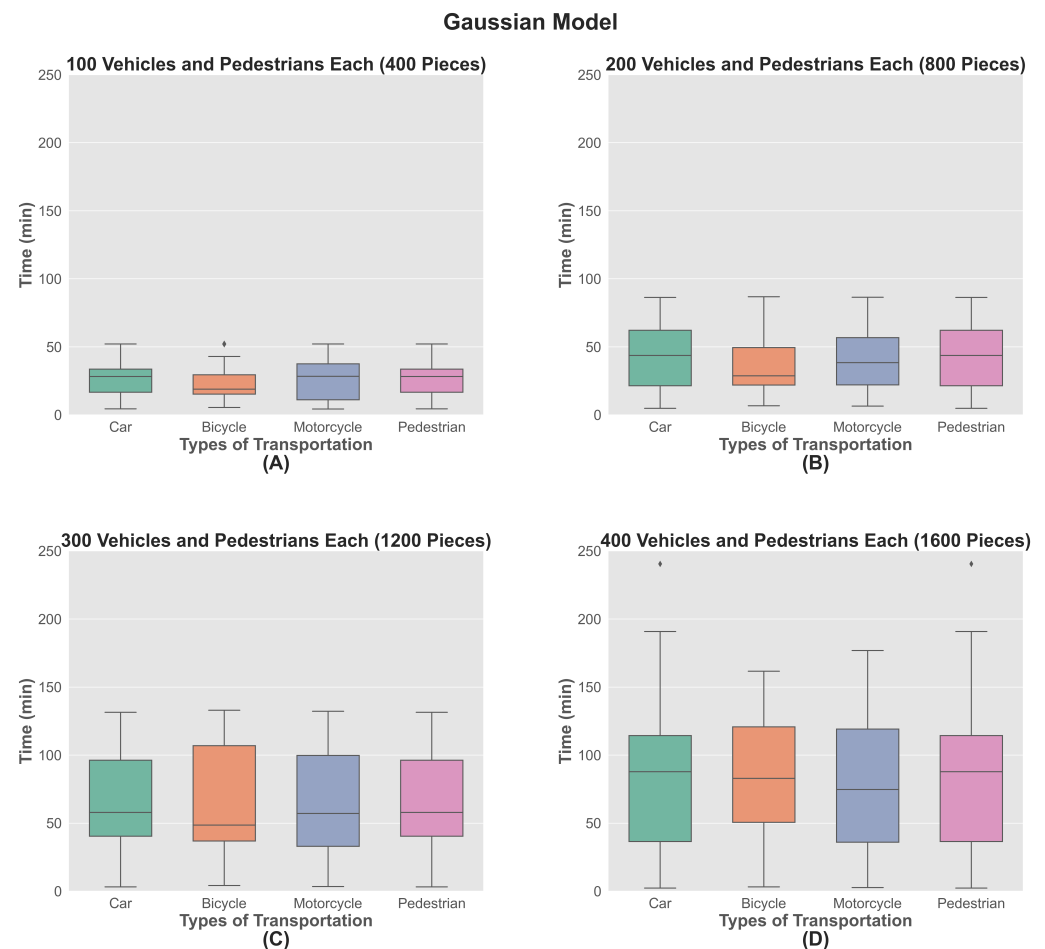 Gaussian Model
100 Vehicles and Pedestrians Each (400 Pieces)
250
200
150
100
50
0
Time (min)
Car Bicycle Motorcycle Pedestrian
Types of Transportation
(A)
200 Vehicles and Pedestrians Each (800 Pieces)
250
200
150
100
50
0
Time (min)
Car Bicycle Motorcycle Pedestrian
Types of Transportation
(B)
300 Vehicles and Pedestrians Each (1200 Pieces)
250
200
150
100
50
0
Time (min)
Car Bicycle Motorcycle Pedestrian
Types of Transportation
(C)
400 Vehicles and Pedestrians Each (1600 Pieces)
250
200
150
100
50
0
Time (min)
Car Bicycle Motorcycle Pedestrian
Types of Transportation
(D)